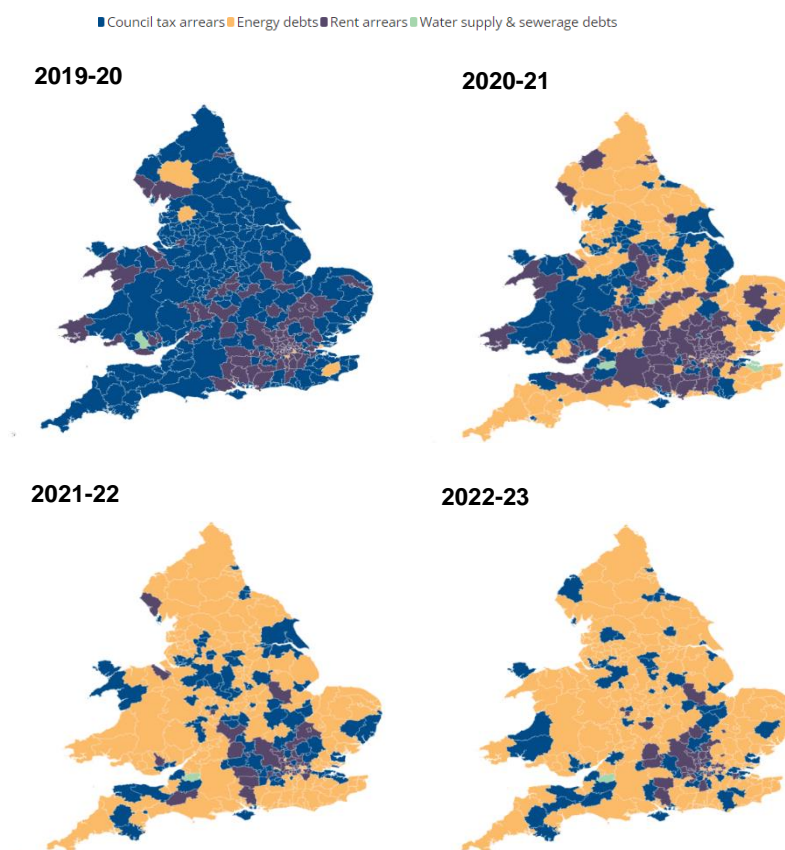 Council tax arrears Energy debts Rent arrears Water supply & sewerage debts
2019-20
2020-21
2021-22
2022-23